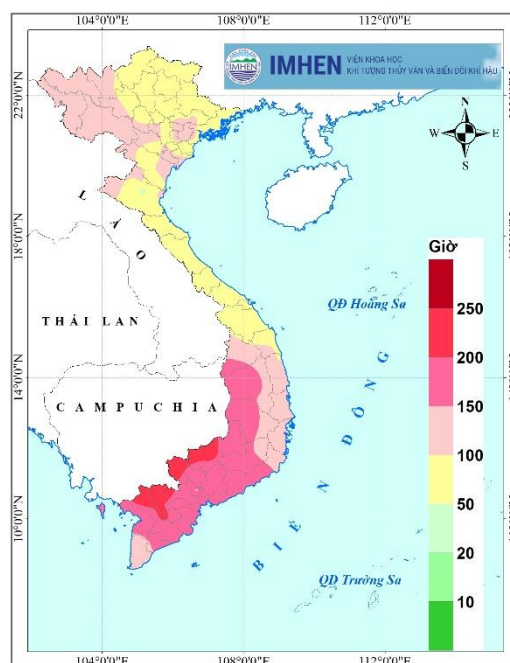 104°0'0"E
108°0'0"E
112°0'0"E
IMHEN
VIỆN KHOA HỌC
KHÍ TƯỢNG THỦY VĂN VÀ BIẾN ĐỔI KHÍ HẬU
22°0'0"N
N
W
E
S
LÀO
18°0'0"N
Giờ
QĐ Hoàng Sa
250
THÁI LAN
200
14°0'0"N
150
CAMPUCHIA
100
BIỂN ĐÔNG
50
10°0'0"N
20
QĐ Trường Sa
10
104°0'0"E
108°0'0"E
112°0'0"E